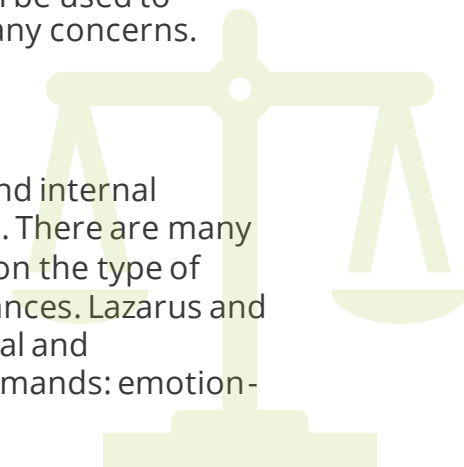 be used to
any concerns.
nd internal
. There are many
on the type of
ances. Lazarus and
al and
mands: emotion-